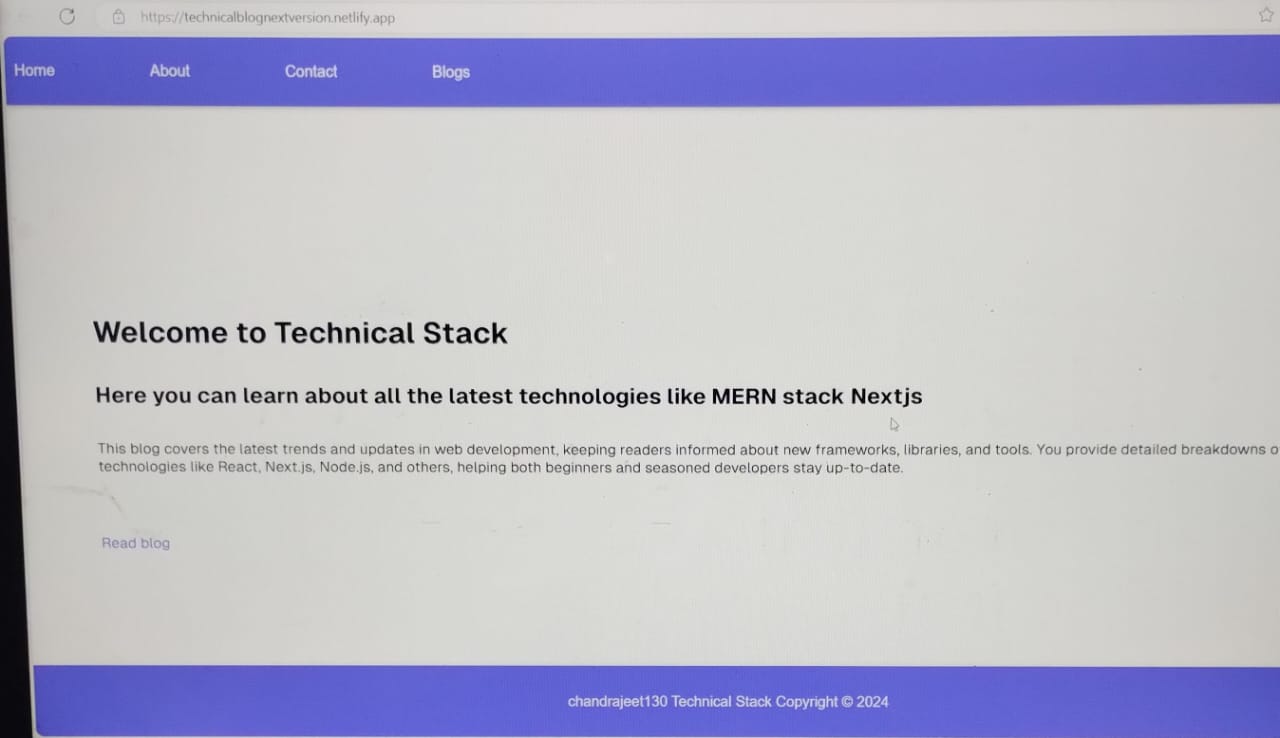 https://technicalblognextversion.netlify.app
Home About Contact Blogs
Welcome to Technical Stack
Here you can learn about all the latest technologies like MERN stack Nextjs
This blog covers the latest trends and updates in web development, keeping readers informed about new frameworks, libraries, and tools. You provide detailed breakdowns
technologies like React, Next.js, Node.js, and others, helping both beginners and seasoned developers stay up-to-date.
Read blog
chandrajeet130 Technical Stack Copyright © 2024